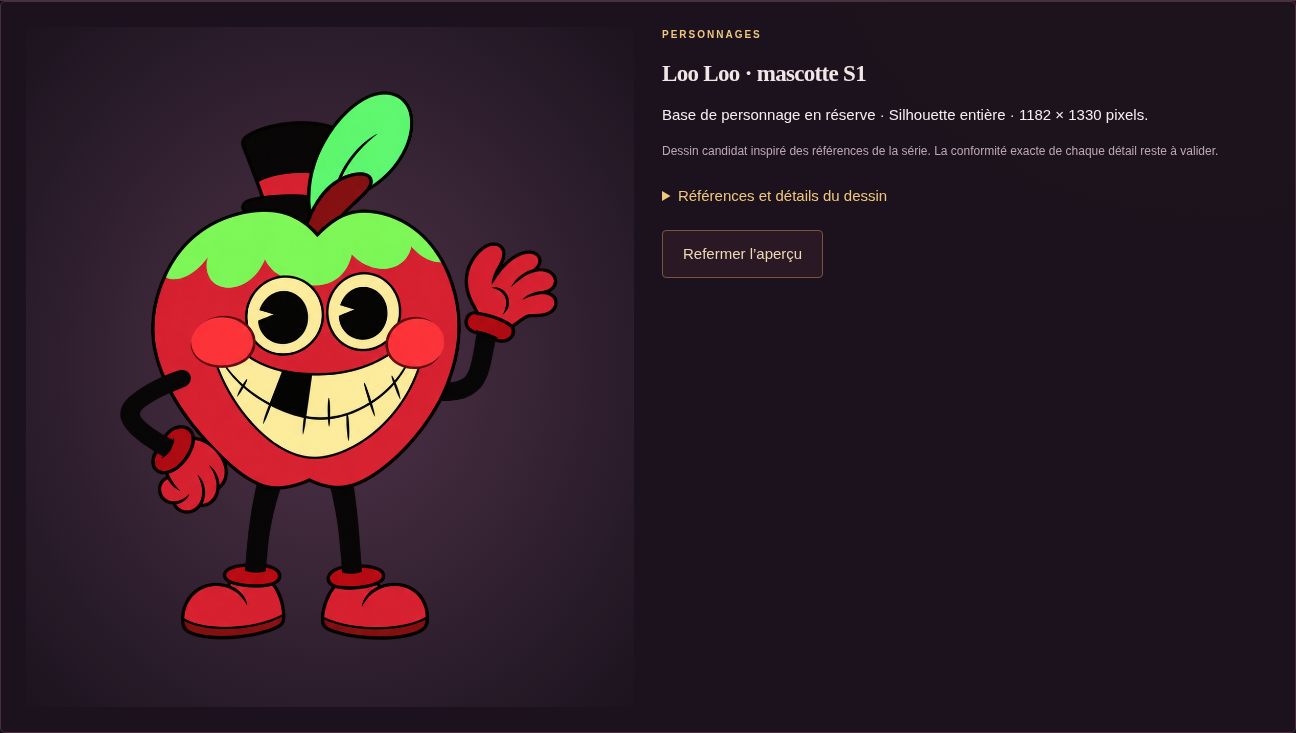 PERSONNAGES
Loo Loo · mascotte S1
Base de personnage en réserve · Silhouette entière · 1182 × 1330 pixels.
Dessin candidat inspiré des références de la série. La conformité exacte de chaque détail reste à valider.
Références et détails du dessin
Refermer l’aperçu